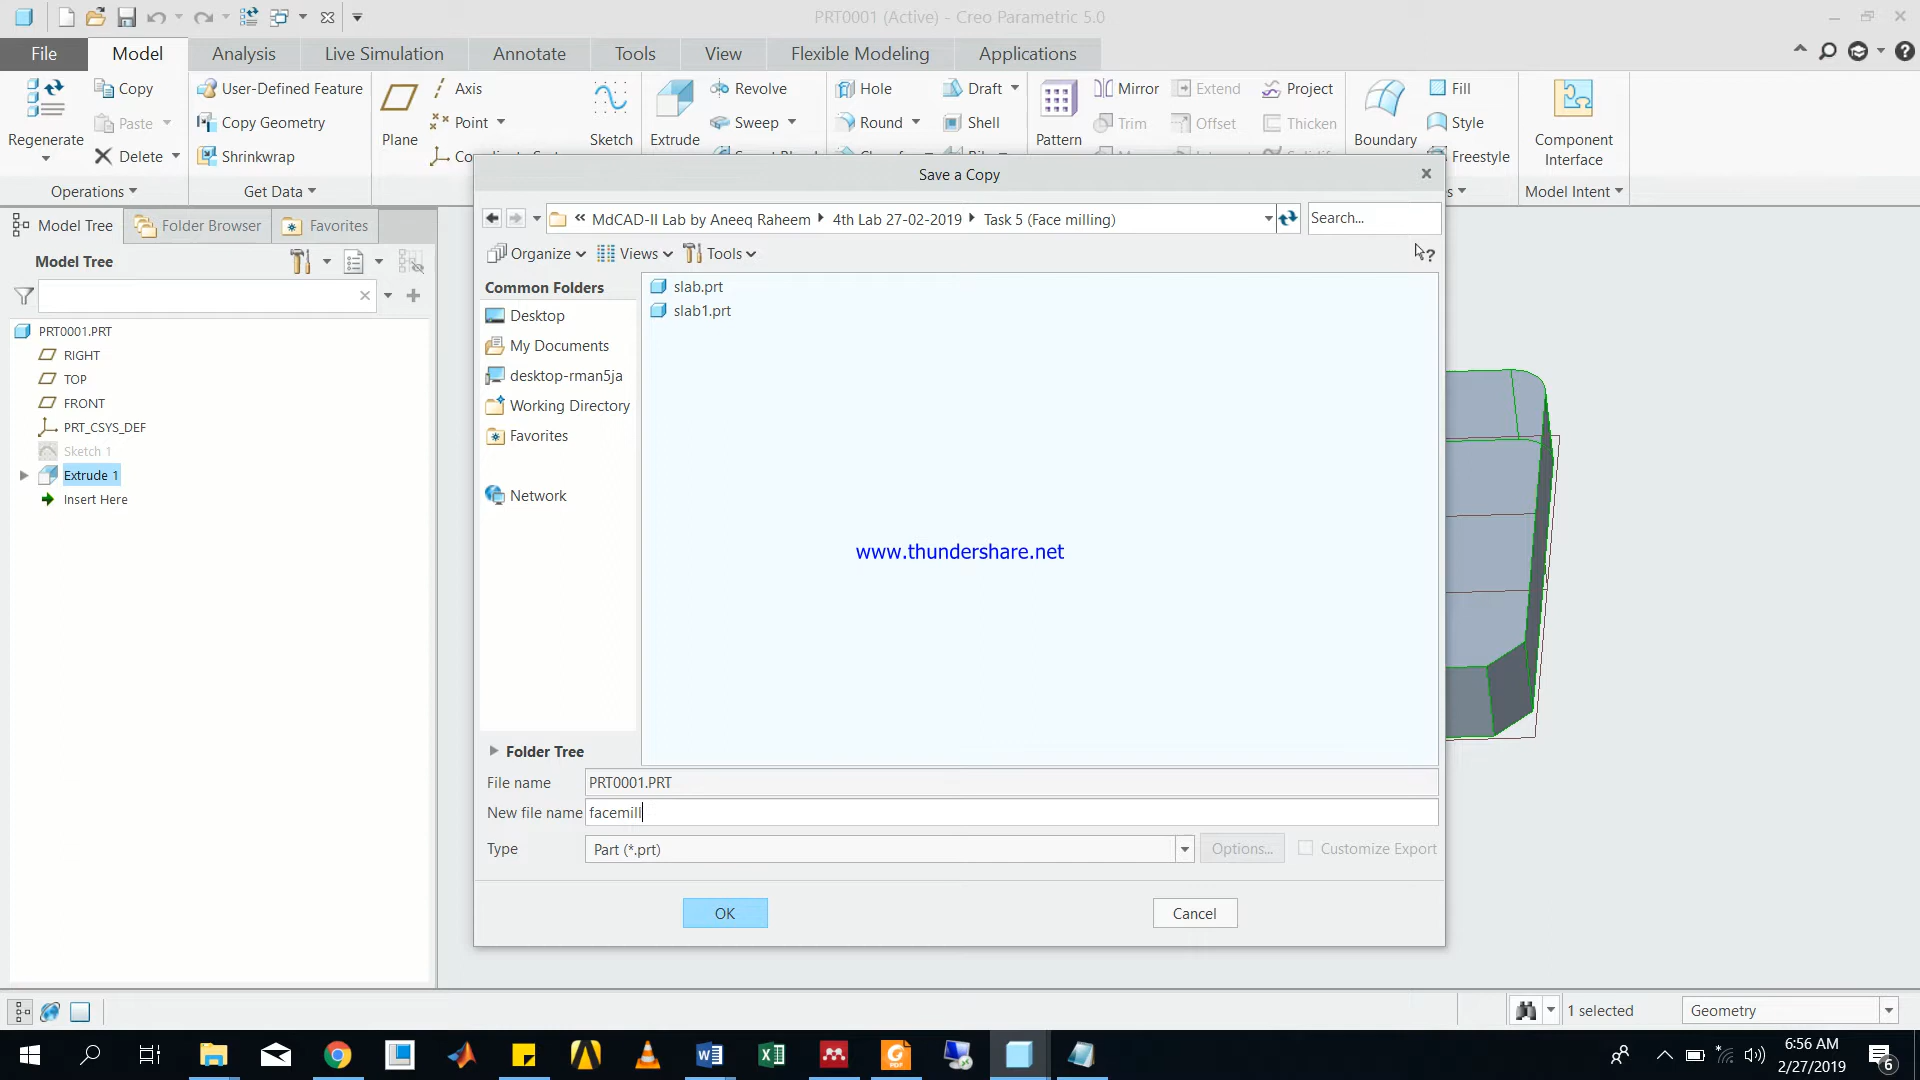 PRT0001 (Active) - Creo Parametric 5.0
File Model Analysis Live Simulation Annotate Tools View Flexible Modeling Applications
Regenerate
Copy
Paste
Delete
Operations
User-Defined Feature
Copy Geometry
Shrinkwrap
Get Data
Plane
Axis
Point
Sketch
Extrude
Revolve
Sweep
Hole
Round
Draft
Shell
Pattern
Mirror
Trim
Extend
Offset
Project
Thicken
Boundary
Fill
Style
Freestyle
Component
Interface
Model Intent
Model Tree Folder Browser Favorites
Model Tree
PRT0001.PRT
RIGHT
TOP
FRONT
PRT_CSYS_DEF
Sketch 1
Extrude 1
Insert Here
Save a Copy
MdCAD-II Lab by Aneeq Raheem 4th Lab 27-02-2019 Task 5 (Face milling)
Search...
Organize Views Tools
Common Folders
Desktop
My Documents
desktop-rman5ja
Working Directory
Favorites
Network
slab.prt
slab1.prt
www.thundershare.net
Folder Tree
File name PRT0001.PRT
New file name facemill
Type Part (*.prt) Options... Customize Export
OK Cancel
1 selected Geometry
6:56 AM
2/27/2019
6